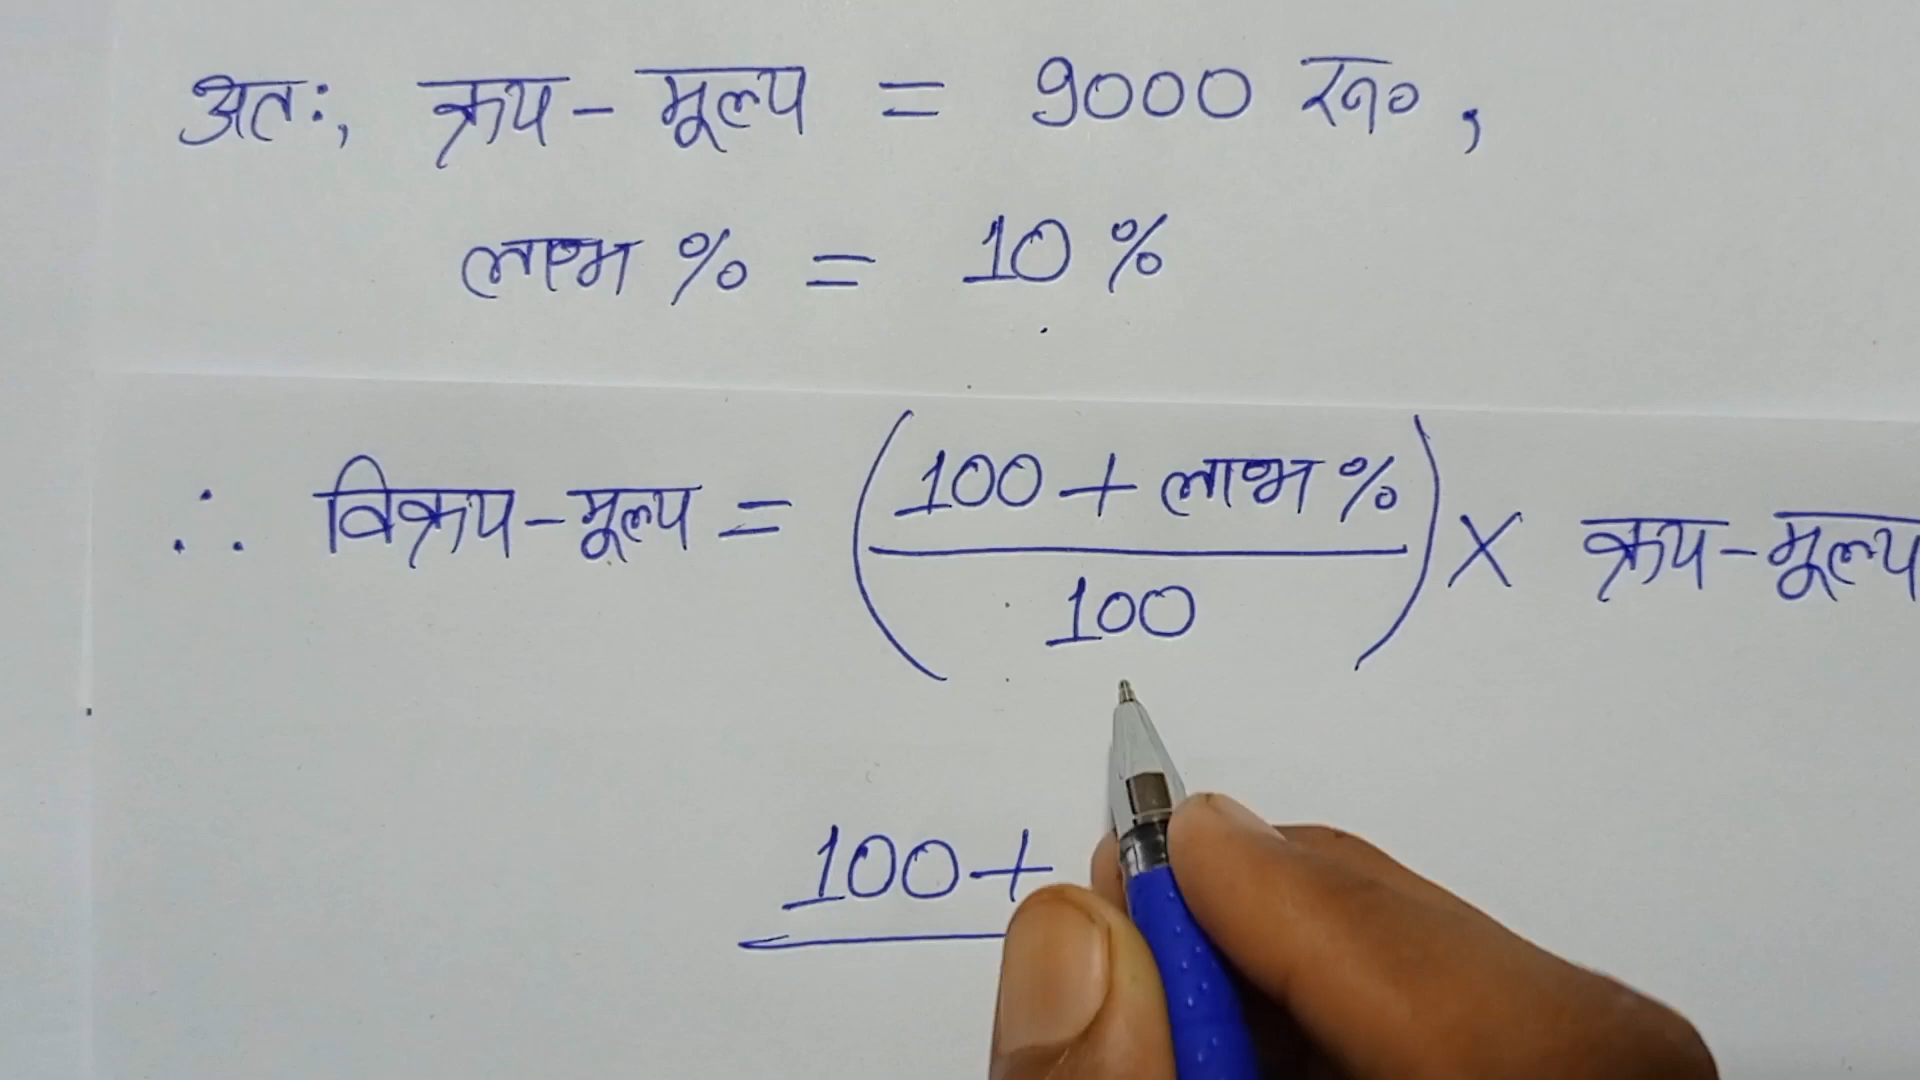 अतः, क्रय - मूल्य = 9000 रू० ,
लाभ % = 10 %
∴ विक्रय - मूल्य = ( 100 + लाभ % / 100 ) × क्रय - मूल्य
100 +